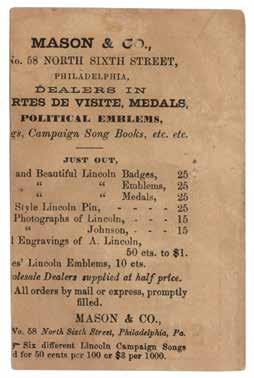 MASON & CO.,
No. 58 NORTH SIXTH STREET,
PHILADELPHIA,
DEALERS IN
RTES DE VISITE, MEDALS,
POLITICAL EMBLEMS,
gs, Campaign Song Books, etc. etc.
JUST OUT,
and Beautiful Lincoln Badges, 25
“ “ Emblems, 25
“ “ Medals, 25
Style Lincoln Pin, - - - - 25
Photographs of Lincoln, - - - 15
“ Johnson, - - - 15
l Engravings of A. Lincoln,
50 cts. to $1.
es' Lincoln Emblems, 10 cts.
olesale Dealers supplied at half price.
All orders by mail or express, promptly
filled.
MASON & CO.,
No. 58 North Sixth Street, Philadelphia, Pa.
Six different Lincoln Campaign Songs
d for 50 cents per 100 or $3 per 1000.